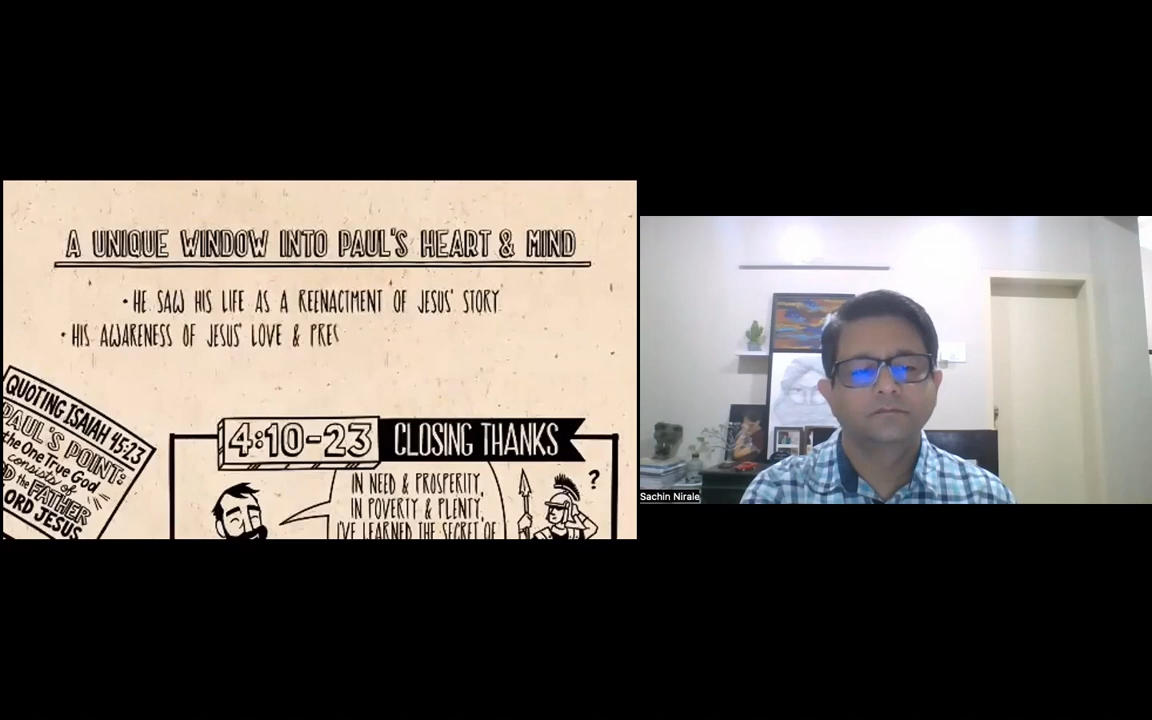 A UNIQUE WINDOW INTO PAUL'S HEART & MIND
• HE SAW HIS LIFE AS A REENACTMENT OF JESUS' STORY
• HIS AWARENESS OF JESUS' LOVE & PRES
QUOTING ISAIAH 45:23
PAUL'S POINT:
the One True God
consists of
the FATHER
ORD JESUS
4:10-23 CLOSING THANKS
IN NEED & PROSPERITY,
IN POVERTY & PLENTY,
I'VE LEARNED THE SECRET OF
?
Sachin Nirale